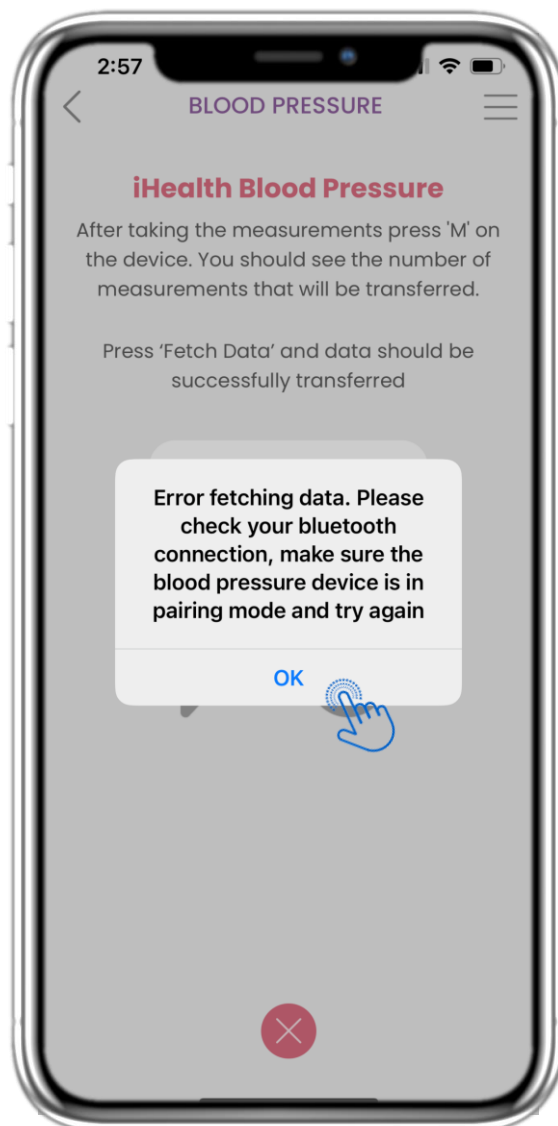 2:57
BLOOD PRESSURE
iHealth Blood Pressure
After taking the measurements press 'M' on
the device. You should see the number of
measurements that will be transferred.
Press ‘Fetch Data’ and data should be
successfully transferred
Error fetching data. Please
check your bluetooth
connection, make sure the
blood pressure device is in
pairing mode and try again
OK